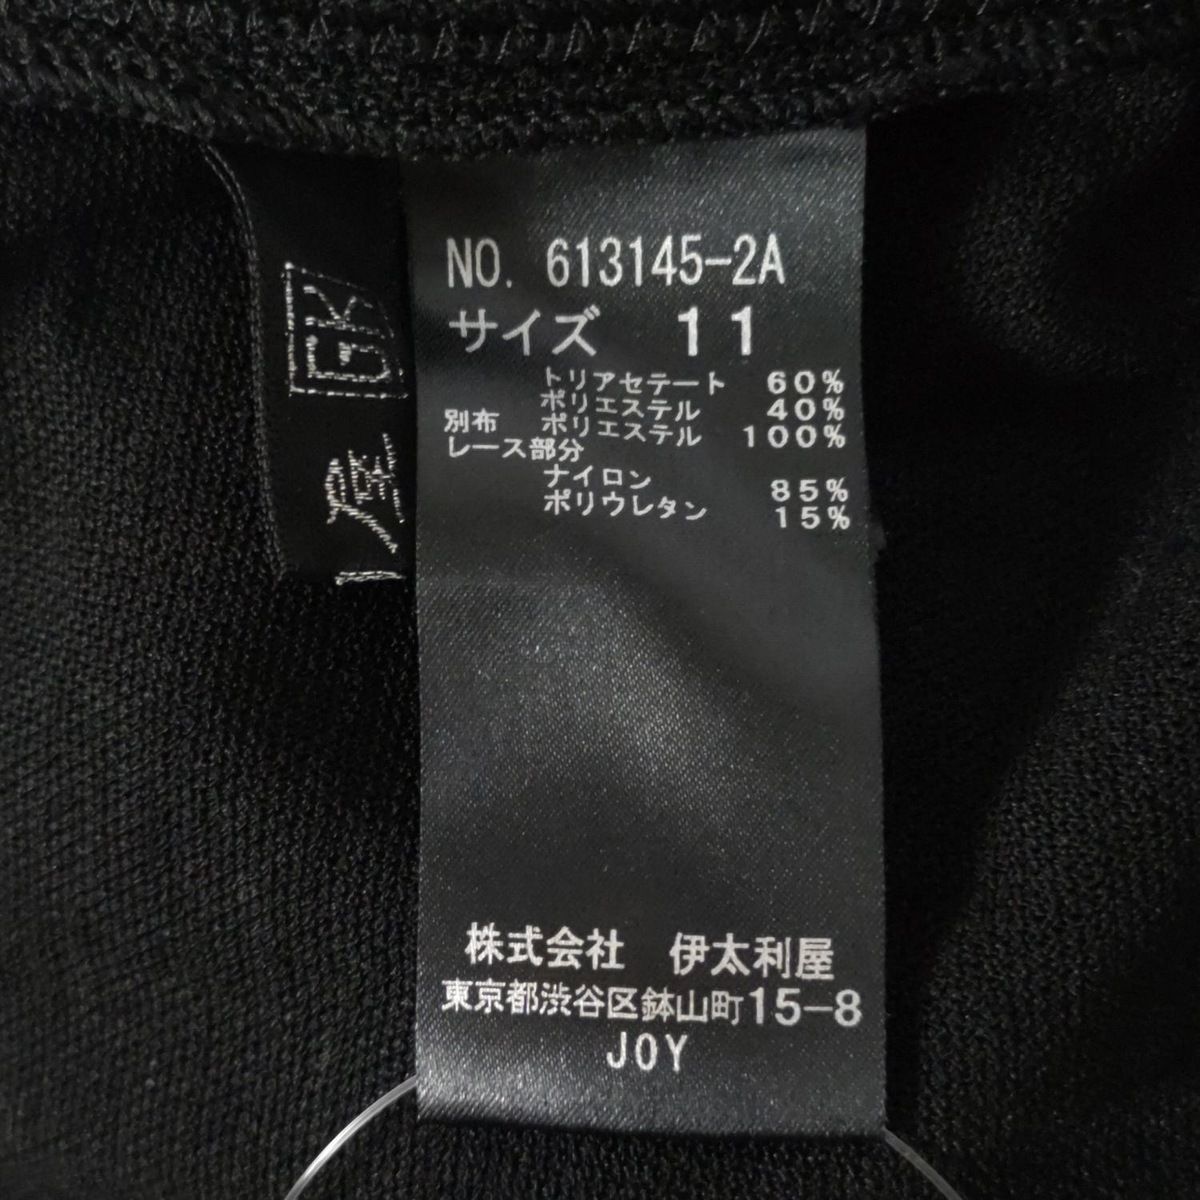 NO. 613145-2A
サイズ 11
トリアセテート 60%
ポリエステル 40%
別布 ポリエステル 100%
レース部分
ナイロン 85%
ポリウレタン 15%
株式会社 伊太利屋
東京都渋谷区鉢山町15-8
JOY